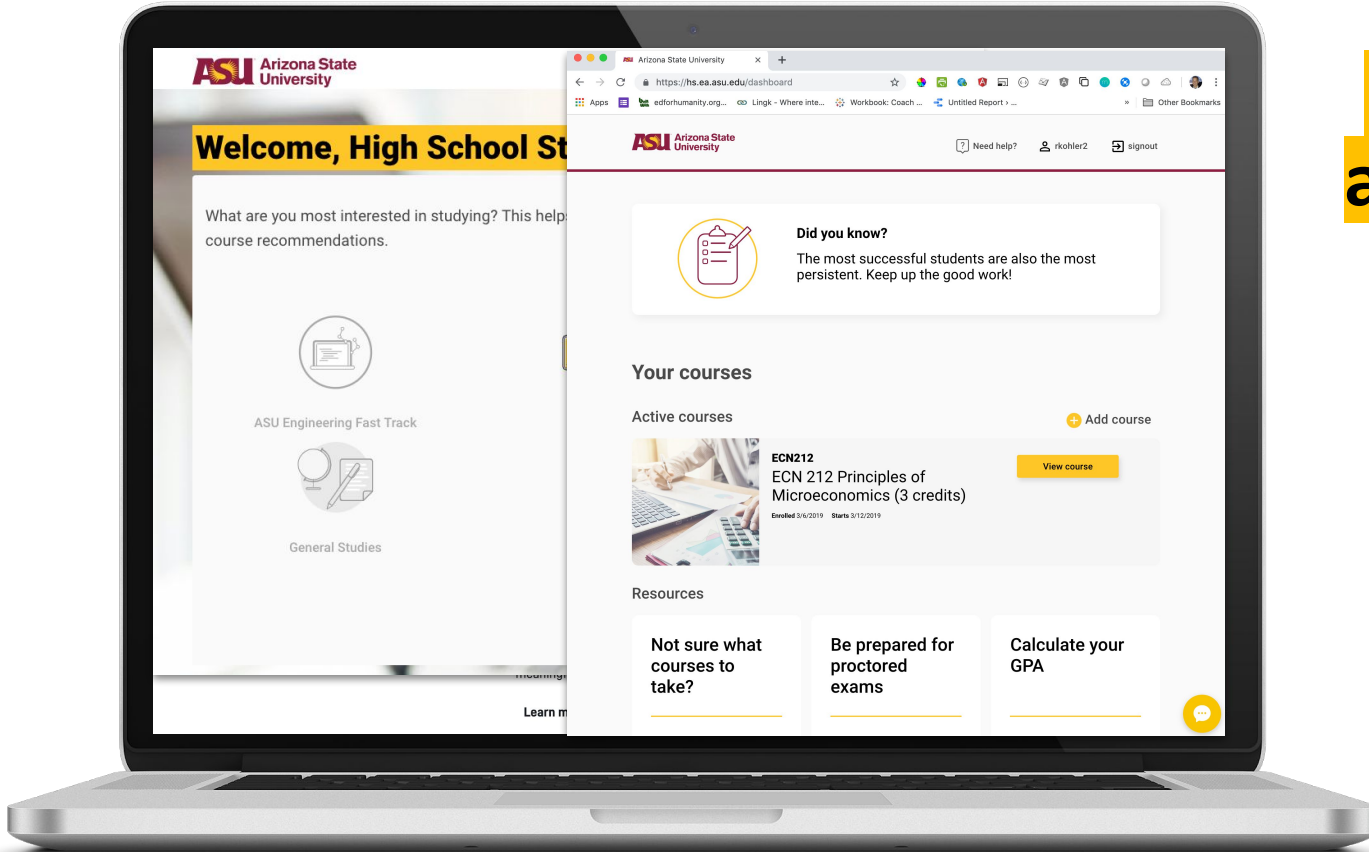 ASU Arizona State
University
Welcome, High School St
What are you most interested in studying? This help
course recommendations.
ASU Engineering Fast Track
General Studies
Learn m
ASU Arizona State University
https://hs.ea.asu.edu/dashboard
Apps
edforhumanity.org...
Lingk - Where inte...
Workbook: Coach ...
Untitled Report › ...
»
Other Bookmarks
ASU Arizona State
University
Need help?
rkohler2
signout
Did you know?
The most successful students are also the most
persistent. Keep up the good work!
Your courses
Active courses
Add course
ECN212
ECN 212 Principles of
Microeconomics (3 credits)
Enrolled 3/6/2019 Starts 3/12/2019
View course
Resources
Not sure what
courses to
take?
Be prepared for
proctored
exams
Calculate your
GPA
a